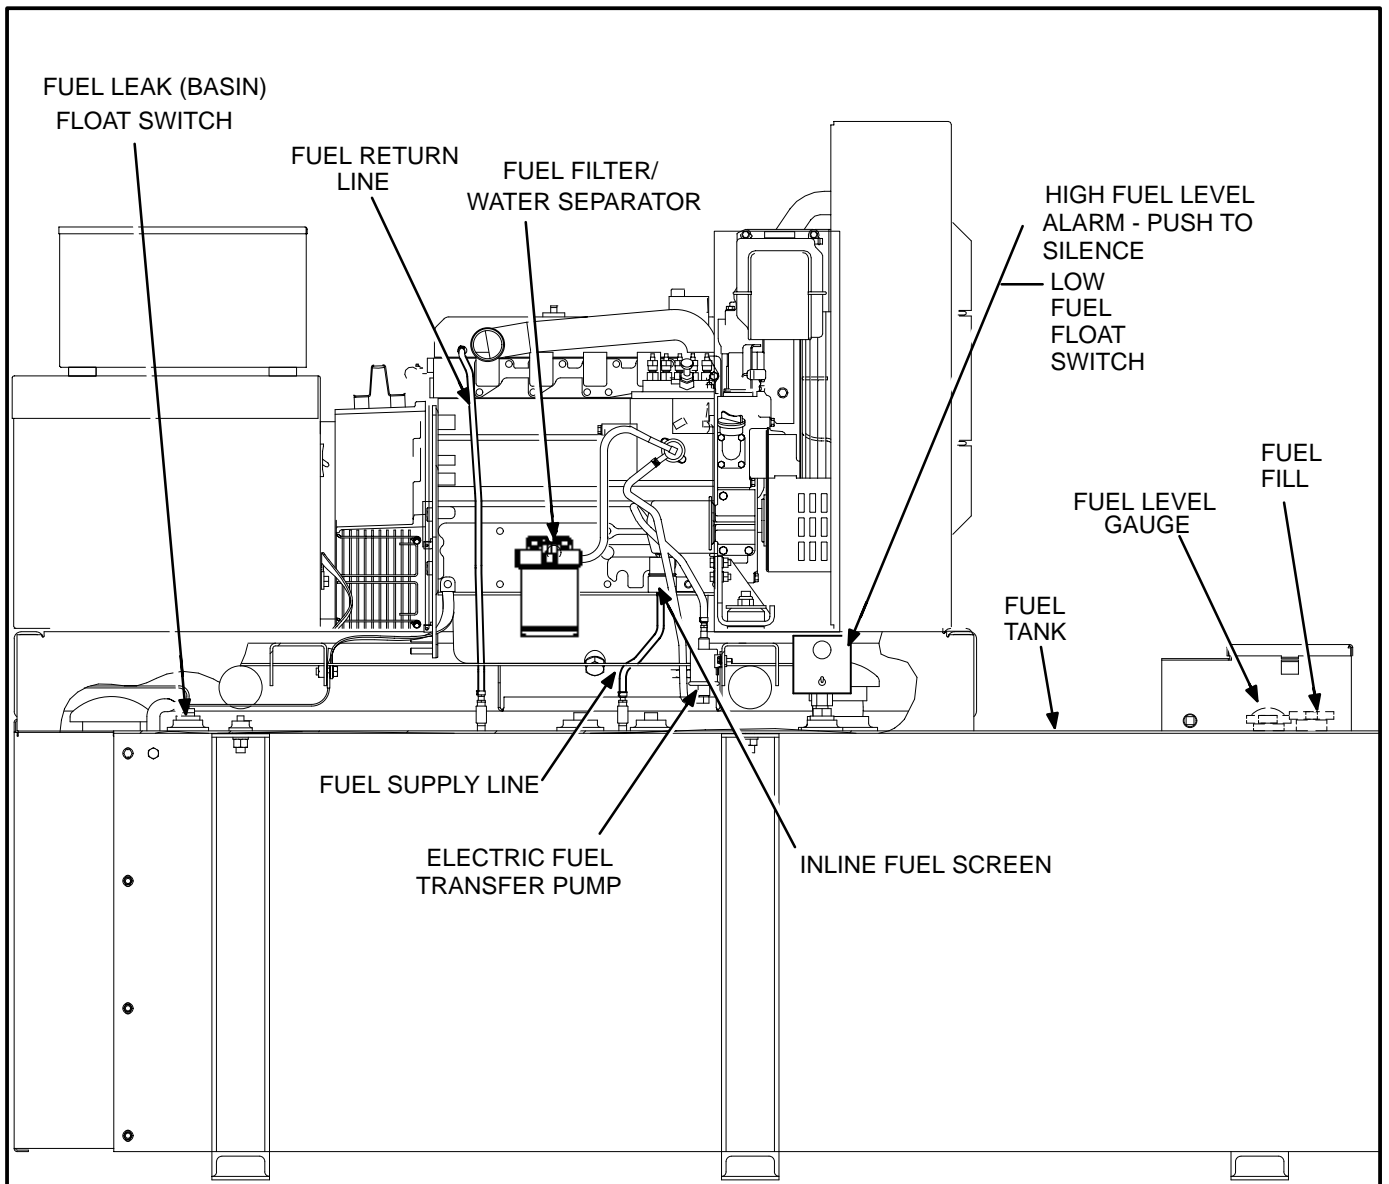 FUEL LEAK (BASIN)
FLOAT SWITCH
FUEL RETURN
LINE
FUEL FILTER/
WATER SEPARATOR
HIGH FUEL LEVEL
ALARM - PUSH TO
SILENCE
LOW
FUEL
FLOAT
SWITCH
FUEL
FILL
FUEL LEVEL
GAUGE
FUEL
TANK
FUEL SUPPLY LINE
ELECTRIC FUEL
TRANSFER PUMP
INLINE FUEL SCREEN